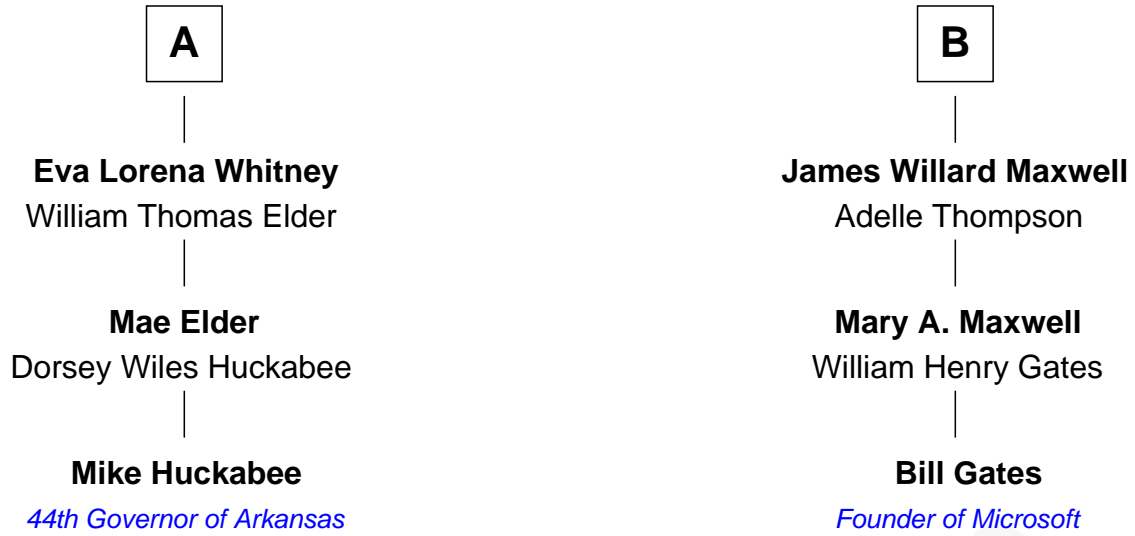 A
Eva Lorena Whitney
William Thomas Elder
Mae Elder
Dorsey Wiles Huckabee
Mike Huckabee
44th Governor of Arkansas
B
James Willard Maxwell
Adelle Thompson
Mary A. Maxwell
William Henry Gates
Bill Gates
Founder of Microsoft